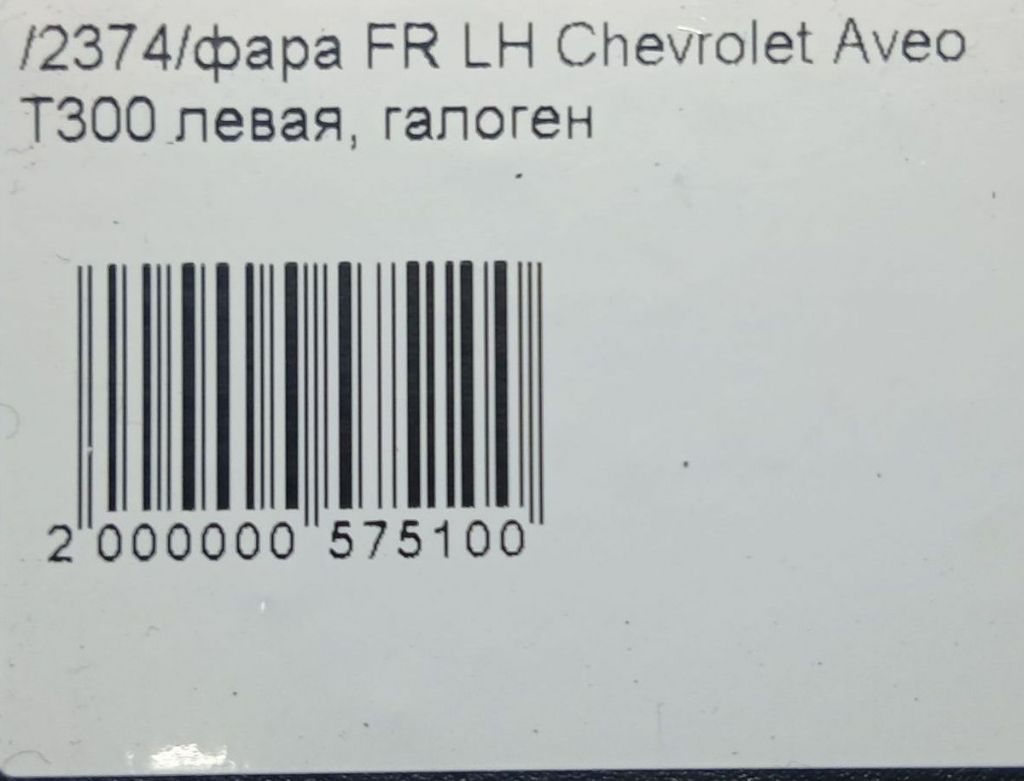 /2374/фара FR LH Chevrolet Aveo
T300 левая, галоген
2 000000 575100